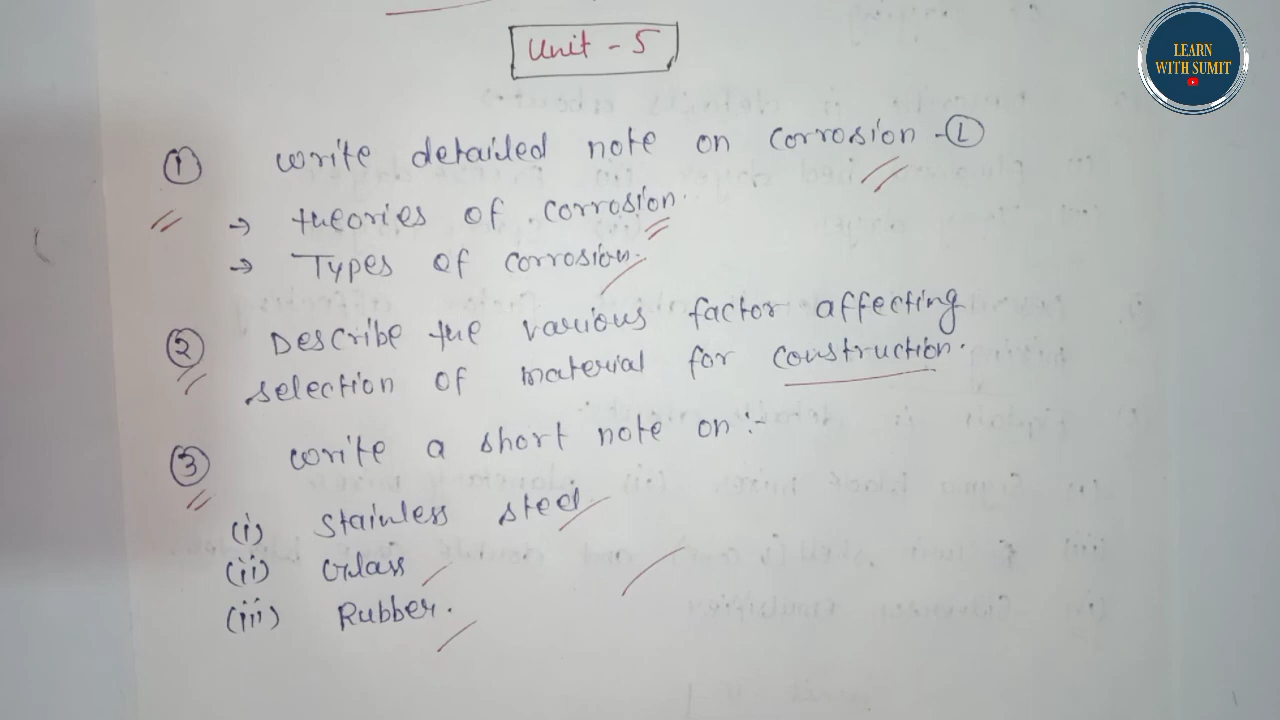 Unit - 5
LEARN
WITH SUMIT
① Write detailed note on corrosion - Ⓛ
→ theories of corrosion.
→ Types of corrosion.
② Describe the various factor affecting
selection of material for construction.
③ Write a short note on :-
(i) Stainless steel
(ii) Glass
(iii) Rubber.